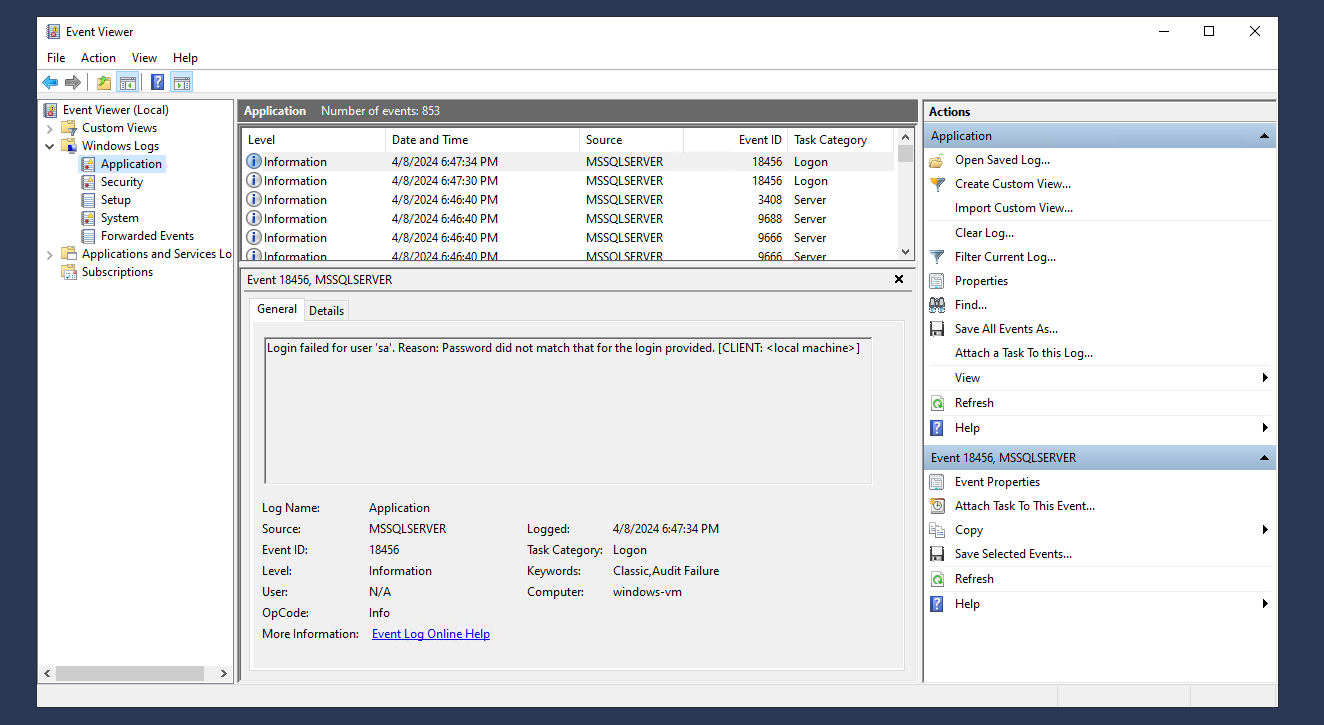 Event Viewer
File Action View Help
Event Viewer (Local)
Custom Views
Windows Logs
Application
Security
Setup
System
Forwarded Events
Applications and Services Lo
Subscriptions
Application Number of events: 853
Level Date and Time Source Event ID Task Category
Information 4/8/2024 6:47:34 PM MSSQLSERVER 18456 Logon
Information 4/8/2024 6:47:30 PM MSSQLSERVER 18456 Logon
Information 4/8/2024 6:46:40 PM MSSQLSERVER 3408 Server
Information 4/8/2024 6:46:40 PM MSSQLSERVER 9688 Server
Information 4/8/2024 6:46:40 PM MSSQLSERVER 9666 Server
Information 4/8/2024 6:46:40 PM MSSQLSERVER 9666 Server
Event 18456, MSSQLSERVER
General Details
Login failed for user 'sa'. Reason: Password did not match that for the login provided. [CLIENT: <local machine>]
Log Name: Application
Source: MSSQLSERVER Logged: 4/8/2024 6:47:34 PM
Event ID: 18456 Task Category: Logon
Level: Information Keywords: Classic,Audit Failure
User: N/A Computer: windows-vm
OpCode: Info
More Information: Event Log Online Help
Actions
Application
Open Saved Log...
Create Custom View...
Import Custom View...
Clear Log...
Filter Current Log...
Properties
Find...
Save All Events As...
Attach a Task To this Log...
View
Refresh
Help
Event 18456, MSSQLSERVER
Event Properties
Attach Task To This Event...
Copy
Save Selected Events...
Refresh
Help